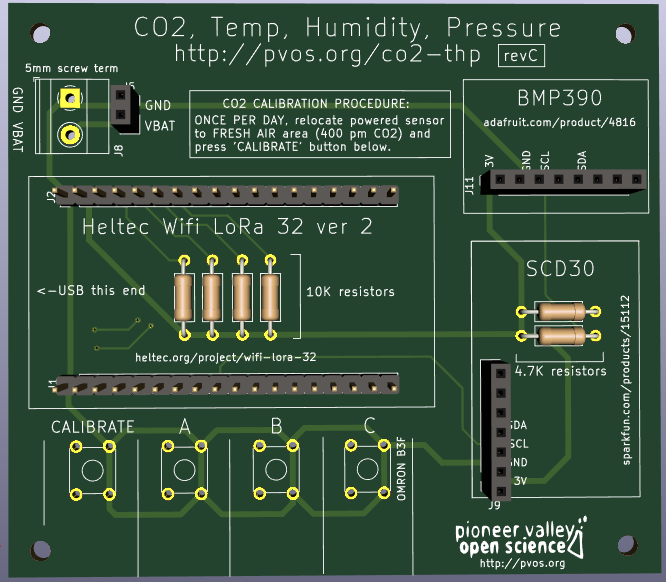 CO2, Temp, Humidity, Pressure
http://pvos.org/co2-thp revC
5mm screw term
GND VBAT
GND
VBAT
J8
CO2 CALIBRATION PROCEDURE:
ONCE PER DAY, relocate powered sensor
to FRESH AIR area (400 pm CO2) and
press 'CALIBRATE' button below.
BMP390
adafruit.com/product/4816
3V GND SCL SDA
J11
J2
Heltec Wifi LoRa 32 ver 2
<-USB this end
10K resistors
heltec.org/project/wifi-lora-32
J1
SCD30
4.7K resistors
sparkfun.com/products/15112
SDA
SCL
GND
3V
J9
CALIBRATE A B C
OMRON B3F
pioneer valley
open science
http://pvos.org